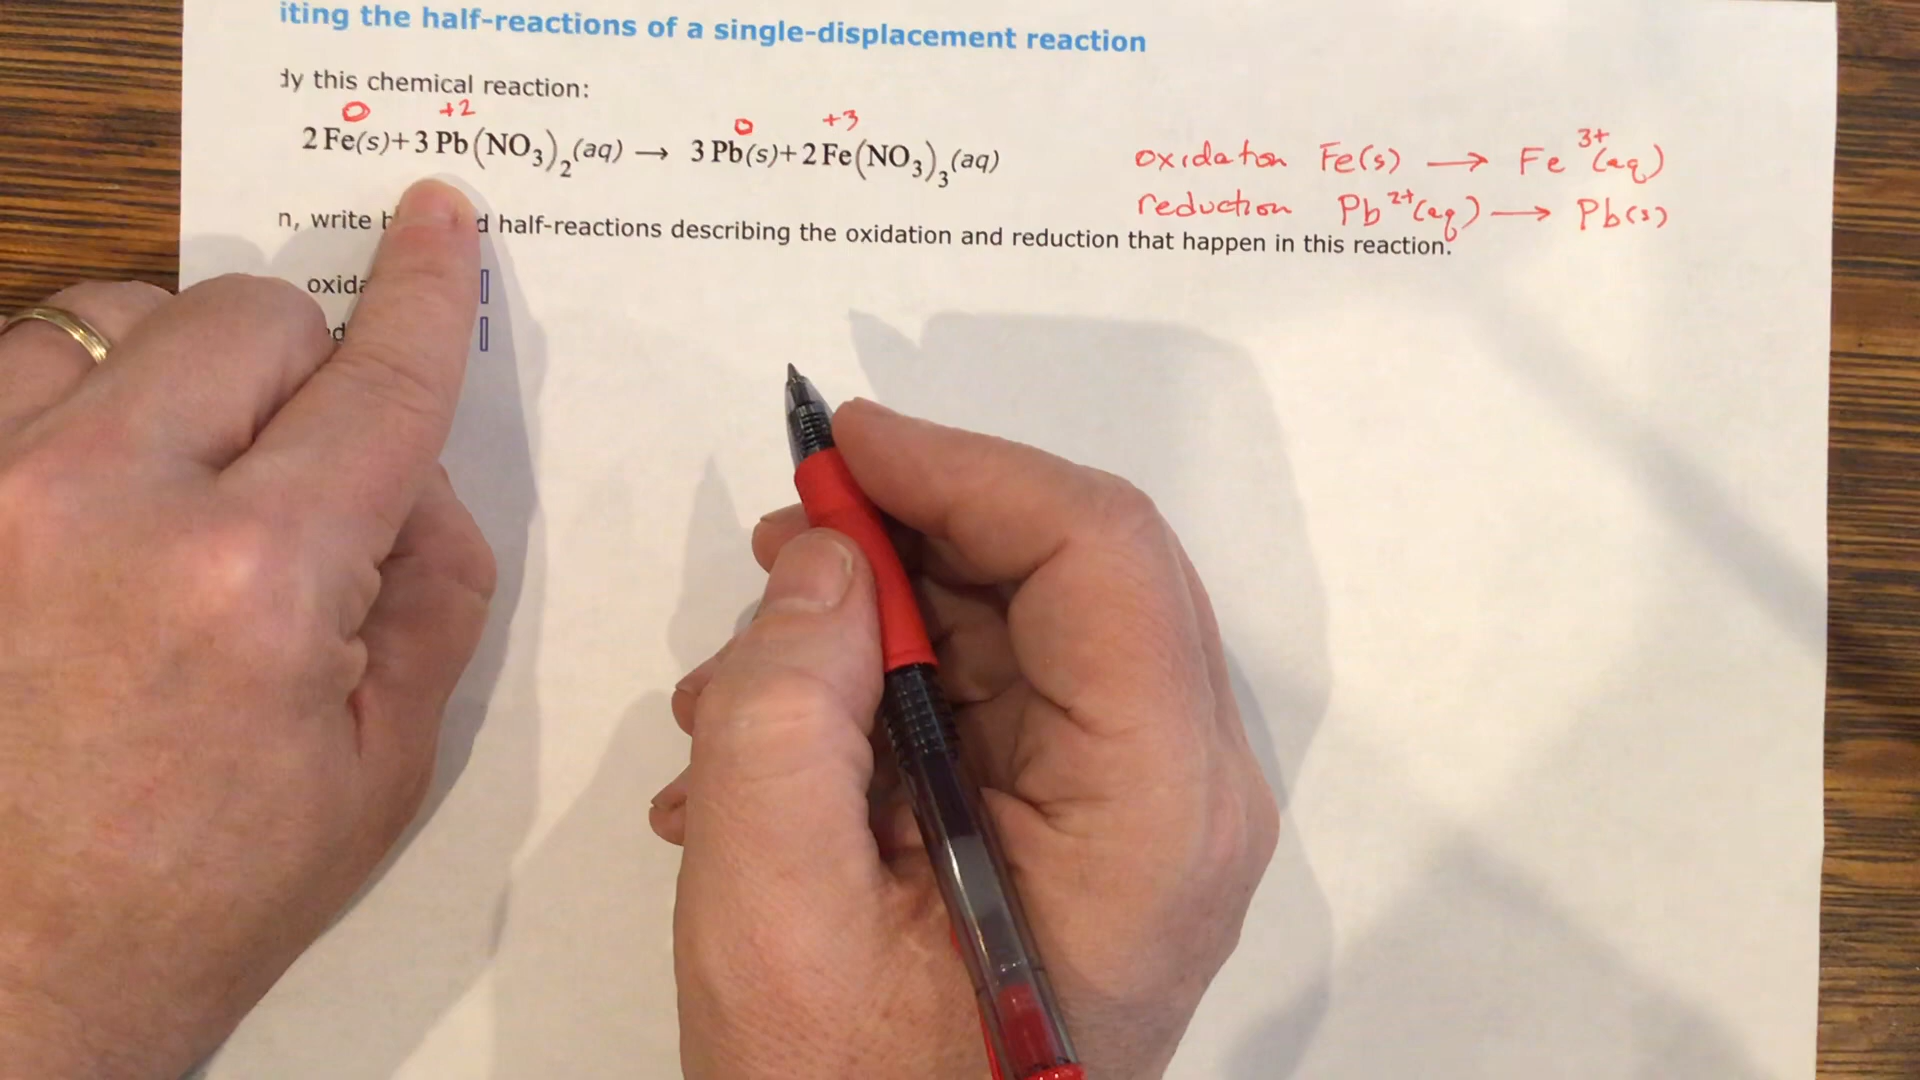 iting the half-reactions of a single-displacement reaction
dy this chemical reaction:
0 +2 0 +3
2 Fe(s)+3 Pb(NO₃)₂(aq) → 3 Pb(s)+2 Fe(NO₃)₃(aq)
oxidation Fe(s) → Fe³⁺(aq)
reduction Pb²⁺(aq) → Pb(s)
n, write d half-reactions describing the oxidation and reduction that happen in this reaction.
oxida
d